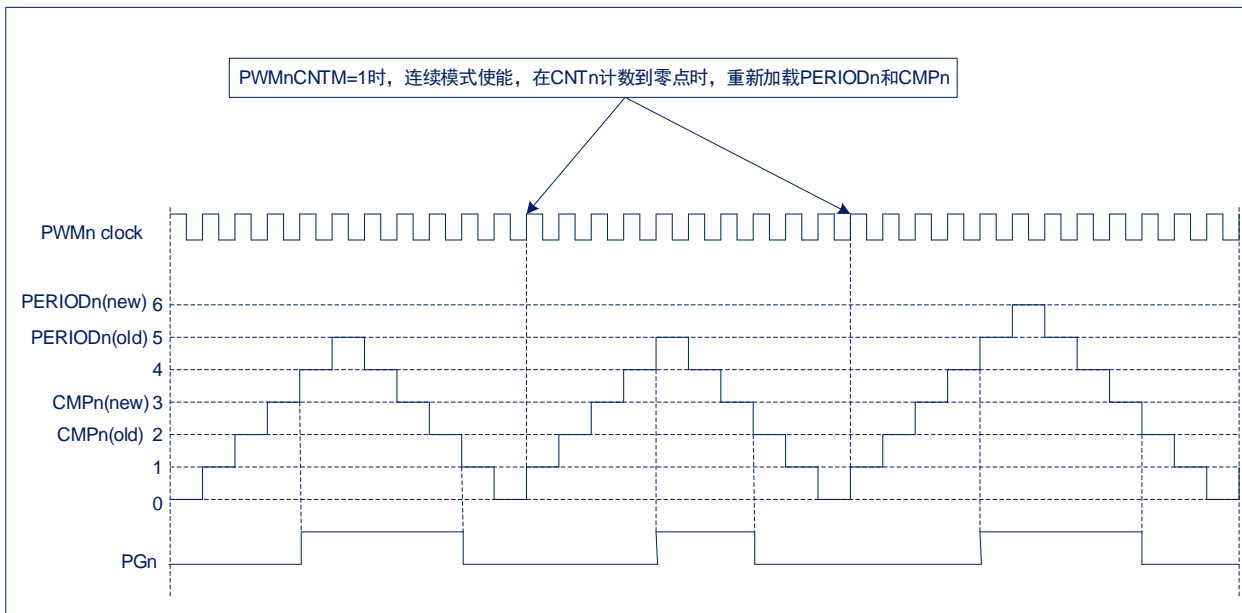 PWMnCNTM=1时，连续模式使能，在CNTn计数到零点时，重新加载PERIODn和CMPn
PWMn clock
PERIODn(new) 6
PERIODn(old) 5
4
CMPn(new) 3
CMPn(old) 2
1
0
PGn